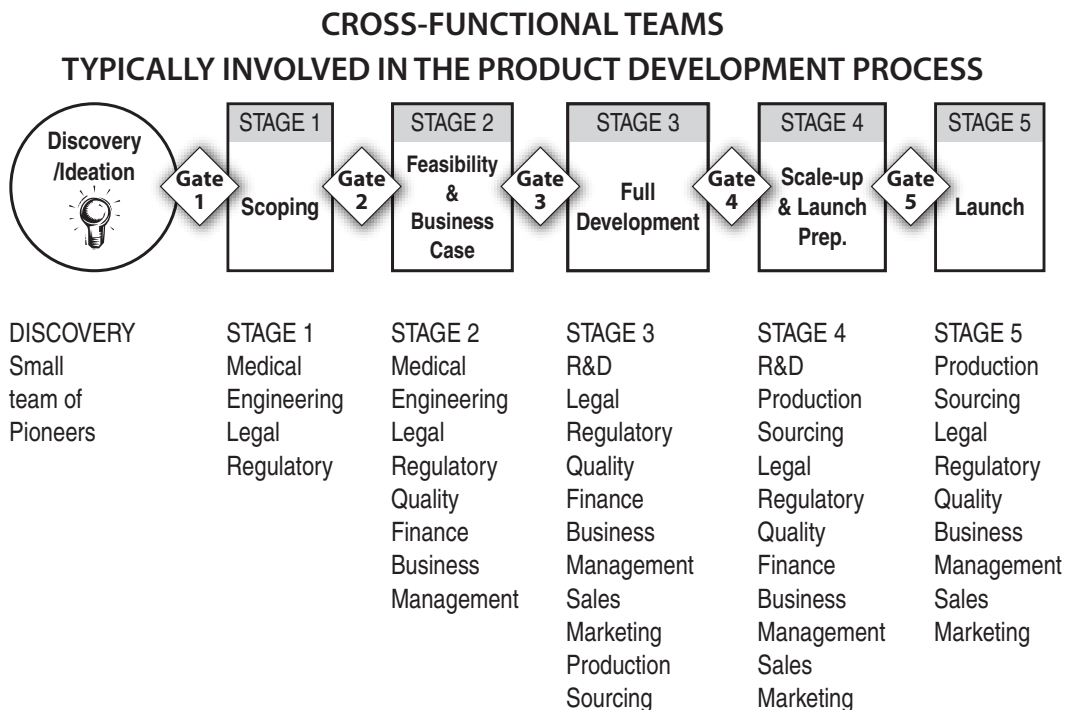 CROSS-FUNCTIONAL TEAMS
TYPICALLY INVOLVED IN THE PRODUCT DEVELOPMENT PROCESS
Discovery
/Ideation
Gate
1
STAGE 1
Scoping
Gate
2
STAGE 2
Feasibility
&
Business
Case
Gate
3
STAGE 3
Full
Development
Gate
4
STAGE 4
Scale-up
& Launch
Prep.
Gate
5
STAGE 5
Launch
DISCOVERY
Small
team of
Pioneers
STAGE 1
Medical
Engineering
Legal
Regulatory
STAGE 2
Medical
Engineering
Legal
Regulatory
Quality
Finance
Business
Management
STAGE 3
R&D
Legal
Regulatory
Quality
Finance
Business
Management
Sales
Marketing
Production
Sourcing
STAGE 4
R&D
Production
Sourcing
Legal
Regulatory
Quality
Finance
Business
Management
Sales
Marketing
STAGE 5
Production
Sourcing
Legal
Regulatory
Quality
Business
Management
Sales
Marketing